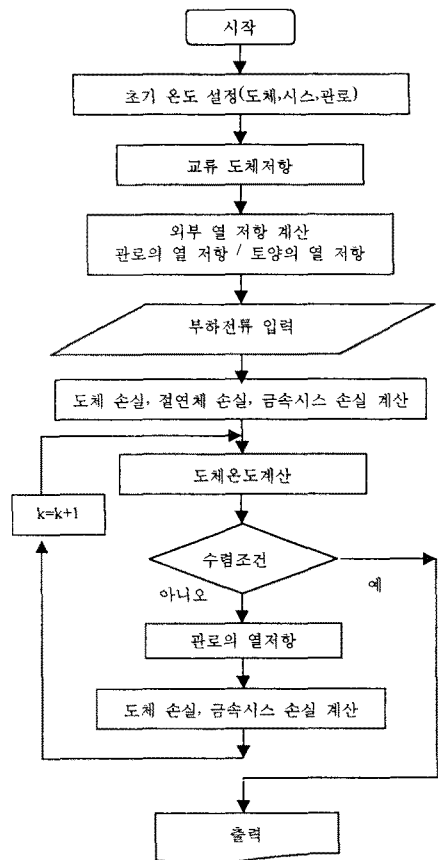 시작
초기 온도 설정(도체,시스,관로)
교류 도체저항
외부 열 저항 계산
관로의 열 저항 / 토양의 열 저항
부하전류 입력
도체 손실, 절연체 손실, 금속시스 손실 계산
도체온도계산
k=k+1
수렴조건
아니오
예
관로의 열저항
도체 손실, 금속시스 손실 계산
출력